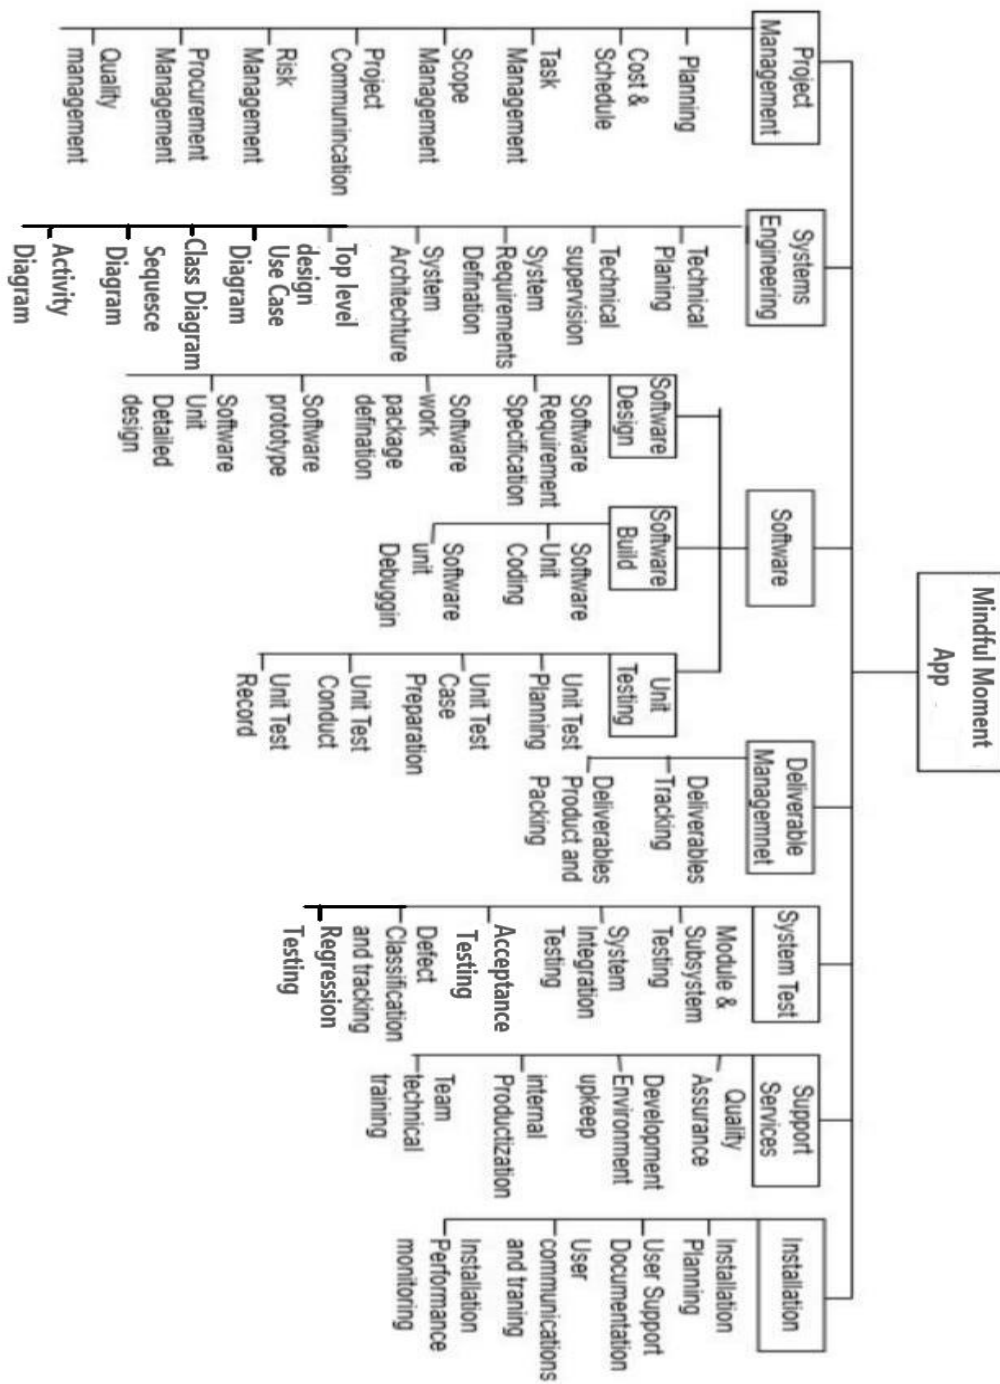 Mindful Moment
App
Project
Management
Planning
Cost &
Schedule
Task
Management
Scope
Management
Project
Communincation
Risk
Management
Procurement
Management
Quality
management
Systems
Engineering
Technical
Planing
Technical
supervision
System
Requirements
Defination
System
Architechture
Top level
design
Use Case
Diagram
Class Diagram
Sequesce
Diagram
Activity
Diagram
Software
Software
Design
Software
Requirement
Specification
Software
work
package
defination
Software
prototype
Software
Unit
Detailed
design
Software
Build
Software
Unit
Coding
Software
unit
Debuggin
Unit
Testing
Unit Test
Planning
Unit Test
Case
Preparation
Unit Test
Conduct
Unit Test
Record
Deliverable
Managemnet
Deliverables
Tracking
Deliverables
Product and
Packing
System Test
Module &
Subsystem
Testing
System
Integration
Testing
Acceptance
Testing
Defect
Classification
and tracking
Regression
Testing
Support
Services
Quality
Assurance
Development
Environment
upkeep
internal
Productization
Team
technical
training
Installation
Installation
Planning
User Support
Documentation
User
communications
and traning
Installation
Performance
monitoring